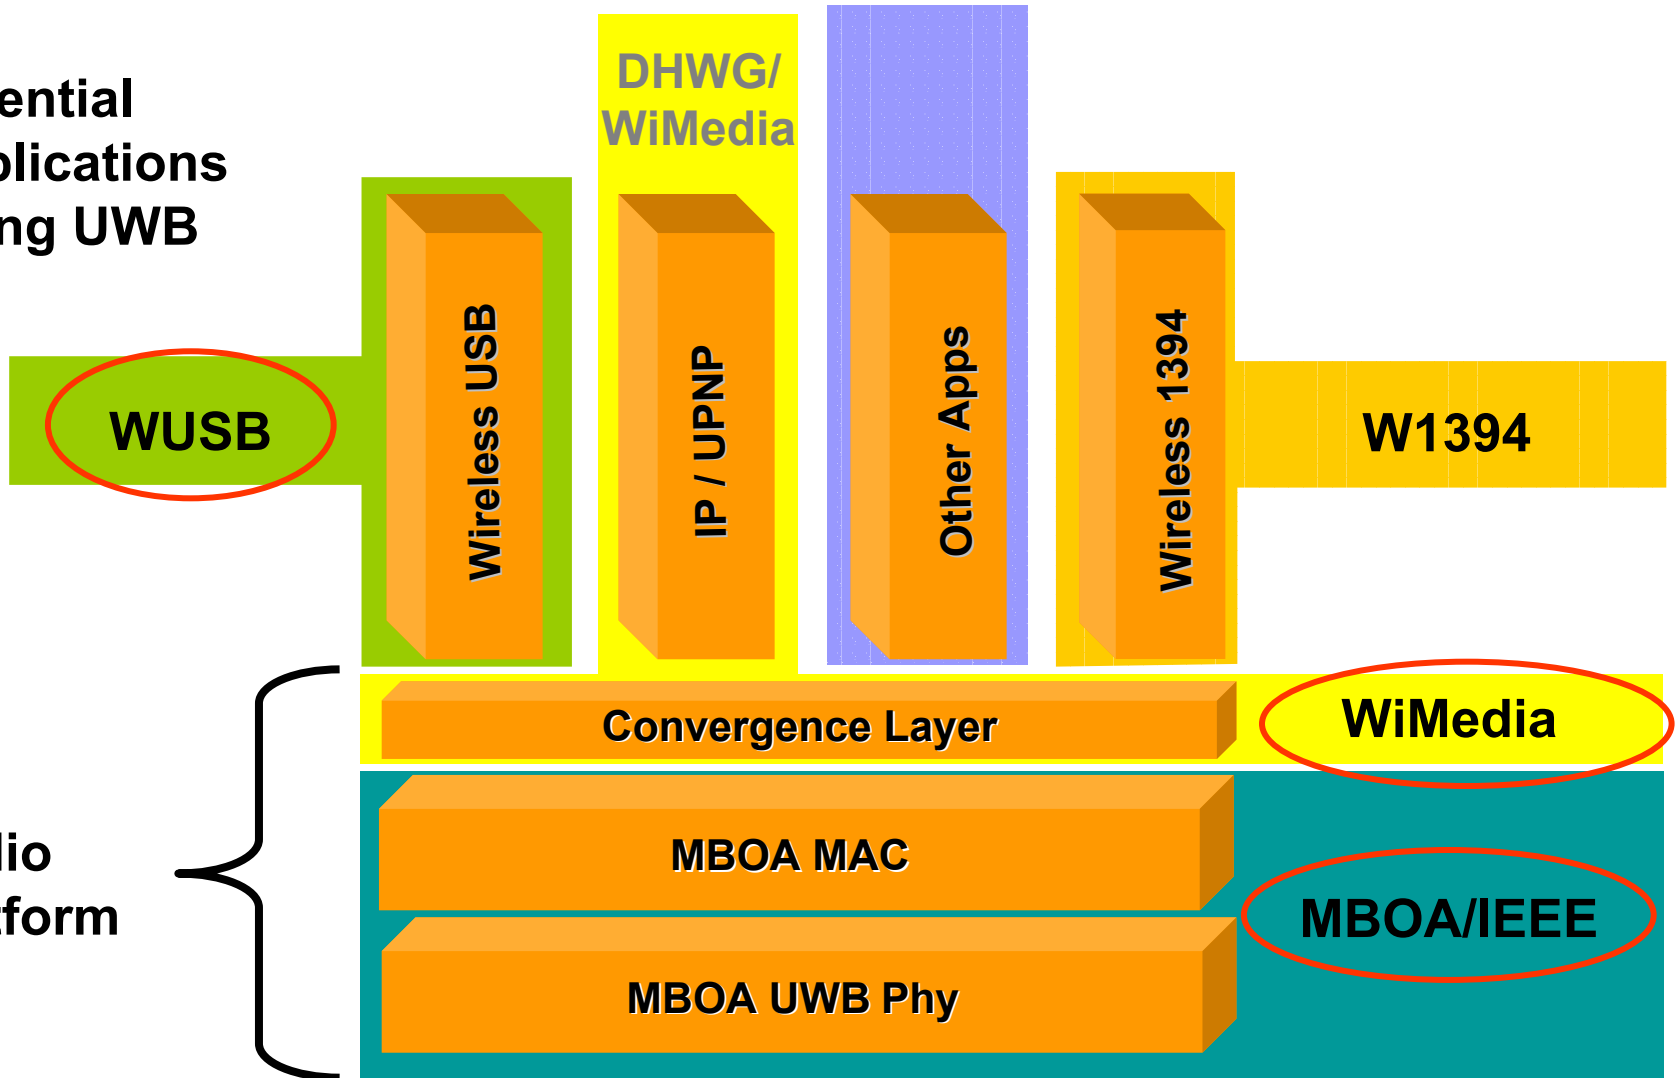 DHWG/
WiMedia
ential
plications
ng UWB
WUSB
Wireless USB
IP / UPNP
Other Apps
Wireless 1394
W1394
Convergence Layer
WiMedia
MBOA MAC
dio
tform
MBOA/IEEE
MBOA UWB Phy